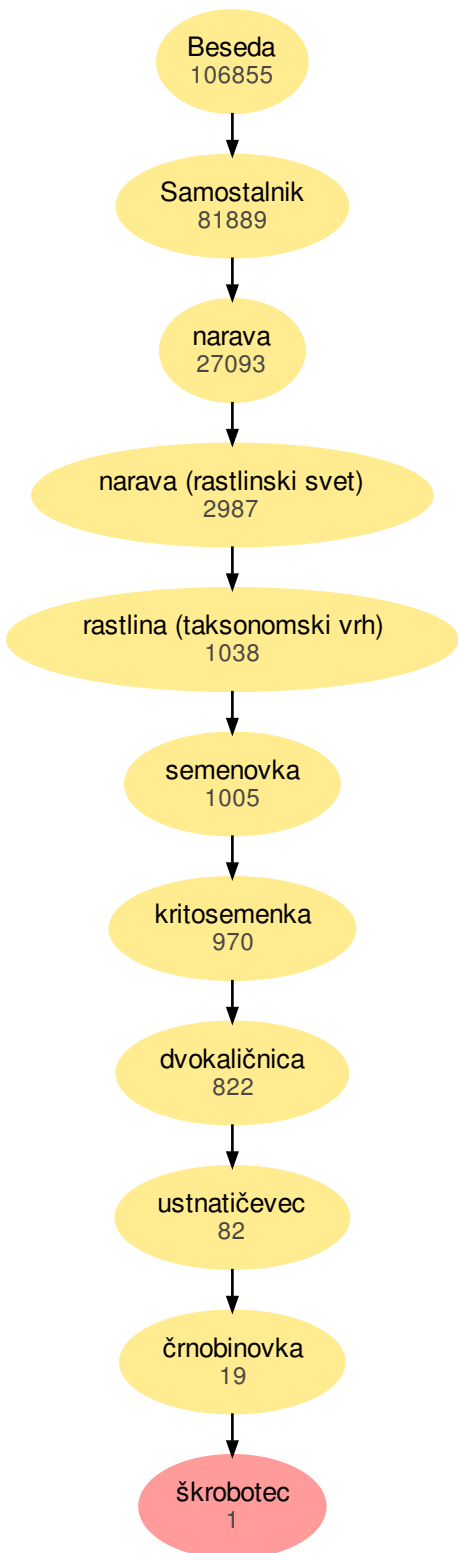 Beseda
106855
Samostalnik
81889
narava
27093
narava (rastlinski svet)
2987
rastlina (taksonomski vrh)
1038
semenovka
1005
kritosemenka
970
dvokaličnica
822
ustnatičevec
82
črnobinovka
19
škrobotec
1